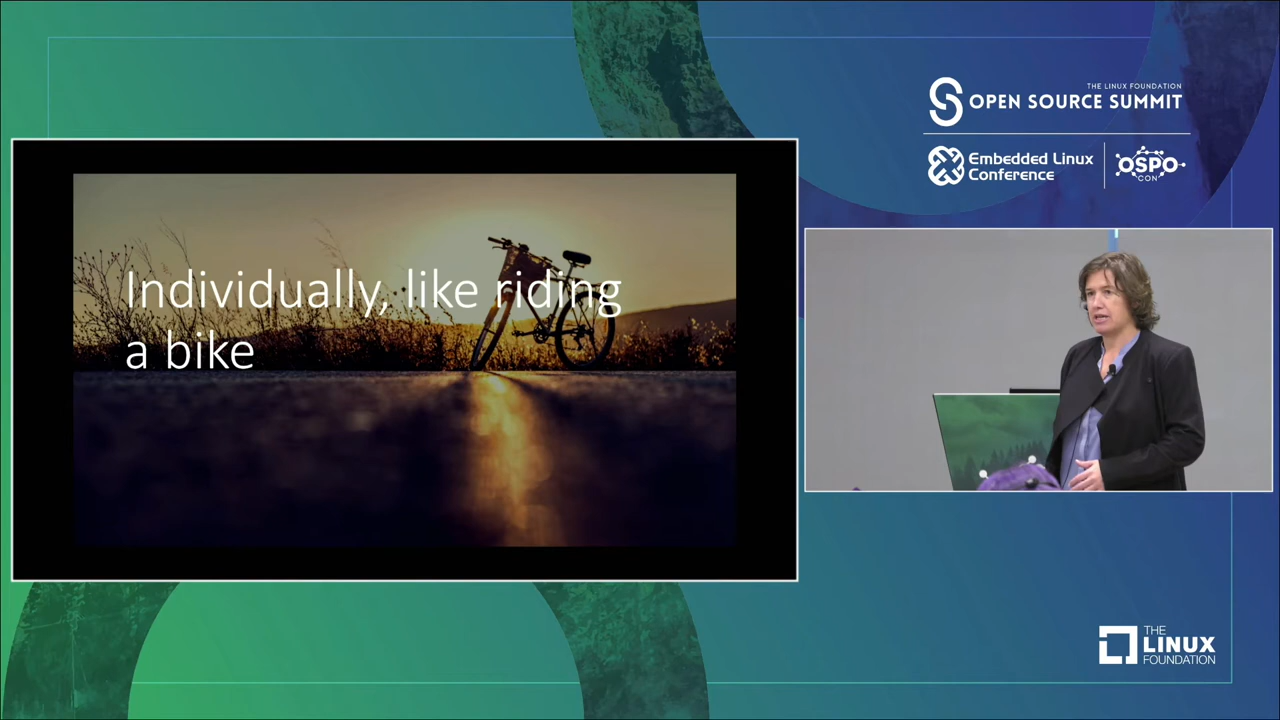 Individually, like riding
a bike
THE LINUX FOUNDATION
OPEN SOURCE SUMMIT
Embedded Linux
Conference
OSPO
CON
THE
LINUX
FOUNDATION